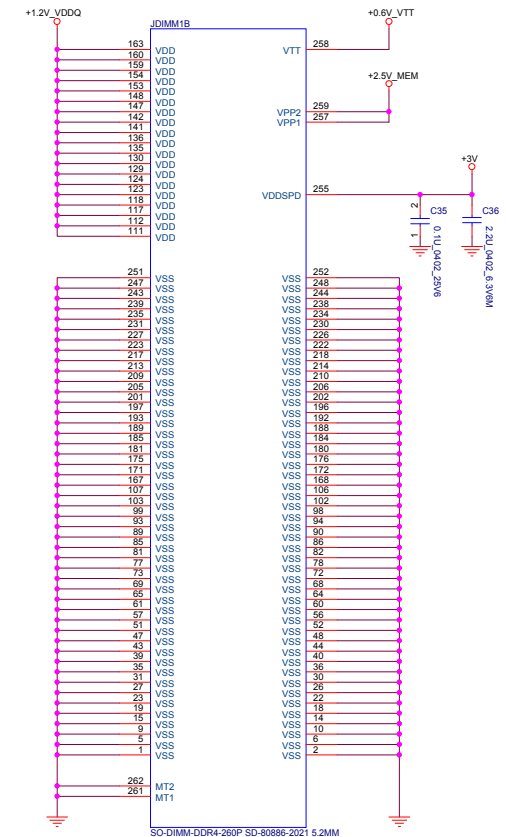 +1.2V_VDDQ
+0.6V_VTT
JDIMM1B
163 VDD VTT 258
160 VDD
159 VDD
154 VDD +2.5V_MEM
153 VDD
148 VDD
147 VDD VPP2 259
142 VDD VPP1 257
141 VDD
136 VDD
135 VDD
130 VDD +3V
129 VDD
124 VDD
123 VDD VDDSPD 255
118 VDD
117 VDD
112 VDD
111 VDD
2 1 C35 0.1U_0402_25V6
C36 2.2U_0402_6.3V6M
251 VSS VSS 252
247 VSS VSS 248
243 VSS VSS 244
239 VSS VSS 238
235 VSS VSS 234
231 VSS VSS 230
227 VSS VSS 226
223 VSS VSS 222
217 VSS VSS 218
213 VSS VSS 214
209 VSS VSS 210
205 VSS VSS 206
201 VSS VSS 202
197 VSS VSS 196
193 VSS VSS 192
189 VSS VSS 188
185 VSS VSS 184
181 VSS VSS 180
175 VSS VSS 176
171 VSS VSS 172
167 VSS VSS 168
107 VSS VSS 106
103 VSS VSS 102
99 VSS VSS 98
93 VSS VSS 94
89 VSS VSS 90
85 VSS VSS 86
81 VSS VSS 82
77 VSS VSS 78
73 VSS VSS 72
69 VSS VSS 68
65 VSS VSS 64
61 VSS VSS 60
57 VSS VSS 56
51 VSS VSS 52
47 VSS VSS 48
43 VSS VSS 44
39 VSS VSS 40
35 VSS VSS 36
31 VSS VSS 30
27 VSS VSS 26
23 VSS VSS 22
19 VSS VSS 18
15 VSS VSS 14
9 VSS VSS 10
5 VSS VSS 6
1 VSS VSS 2
262 MT2
261 MT1
SO-DIMM-DDR4-260P SD-80886-2021 5.2MM